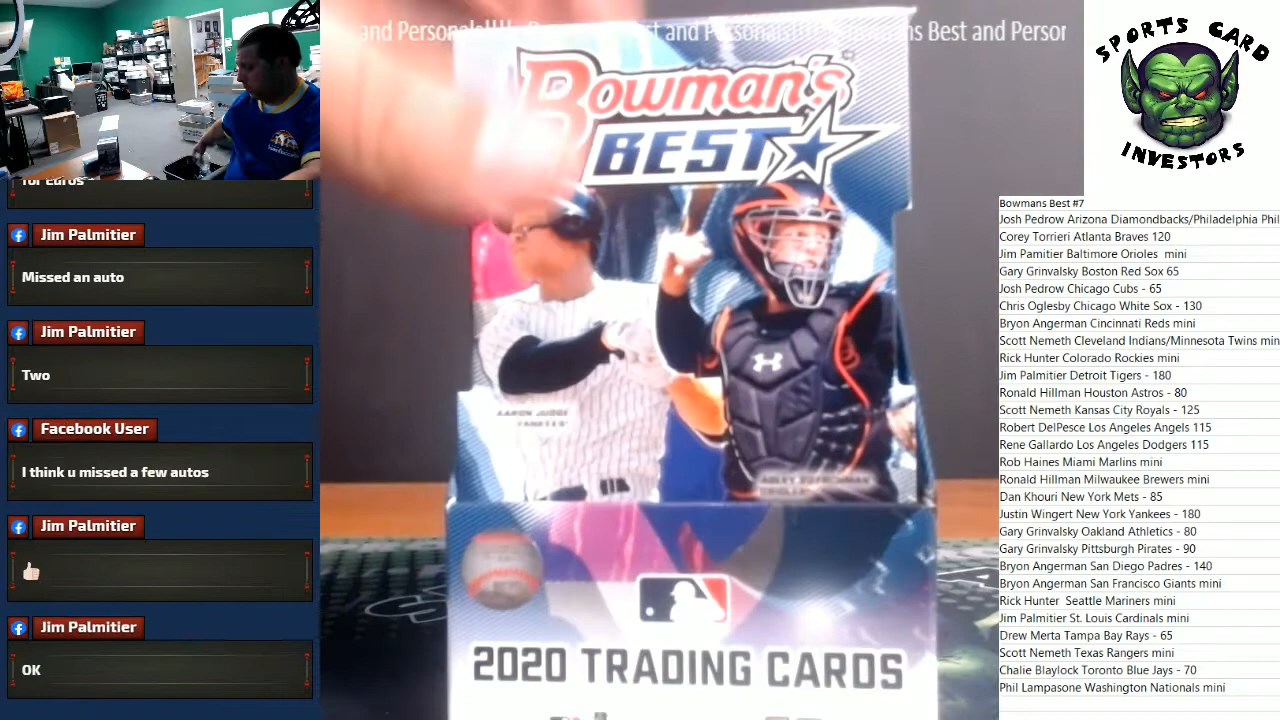 and Personals!!!!
st and Personals!
ns Best and Person
Bowman's
BEST
AARON JUDGE
YANKEES
ADLEY RUTSCHMAN
ORIOLES
2020 TRADING CARDS
for Euros
Jim Palmitier
Missed an auto
Jim Palmitier
Two
Facebook User
I think u missed a few autos
Jim Palmitier
Jim Palmitier
OK
SPORTS CARD
INVESTORS
Bowmans Best #7
Josh Pedrow Arizona Diamondbacks/Philadelphia Phil
Corey Torrieri Atlanta Braves 120
Jim Pamitier Baltimore Orioles mini
Gary Grinvalsky Boston Red Sox 65
Josh Pedrow Chicago Cubs - 65
Chris Oglesby Chicago White Sox - 130
Bryon Angerman Cincinnati Reds mini
Scott Nemeth Cleveland Indians/Minnesota Twins min
Rick Hunter Colorado Rockies mini
Jim Palmitier Detroit Tigers - 180
Ronald Hillman Houston Astros - 80
Scott Nemeth Kansas City Royals - 125
Robert DelPesce Los Angeles Angels 115
Rene Gallardo Los Angeles Dodgers 115
Rob Haines Miami Marlins mini
Ronald Hillman Milwaukee Brewers mini
Dan Khouri New York Mets - 85
Justin Wingert New York Yankees - 180
Gary Grinvalsky Oakland Athletics - 80
Gary Grinvalsky Pittsburgh Pirates - 90
Bryon Angerman San Diego Padres - 140
Bryon Angerman San Francisco Giants mini
Rick Hunter Seattle Mariners mini
Jim Palmitier St. Louis Cardinals mini
Drew Merta Tampa Bay Rays - 65
Scott Nemeth Texas Rangers mini
Chalie Blaylock Toronto Blue Jays - 70
Phil Lampasone Washington Nationals mini